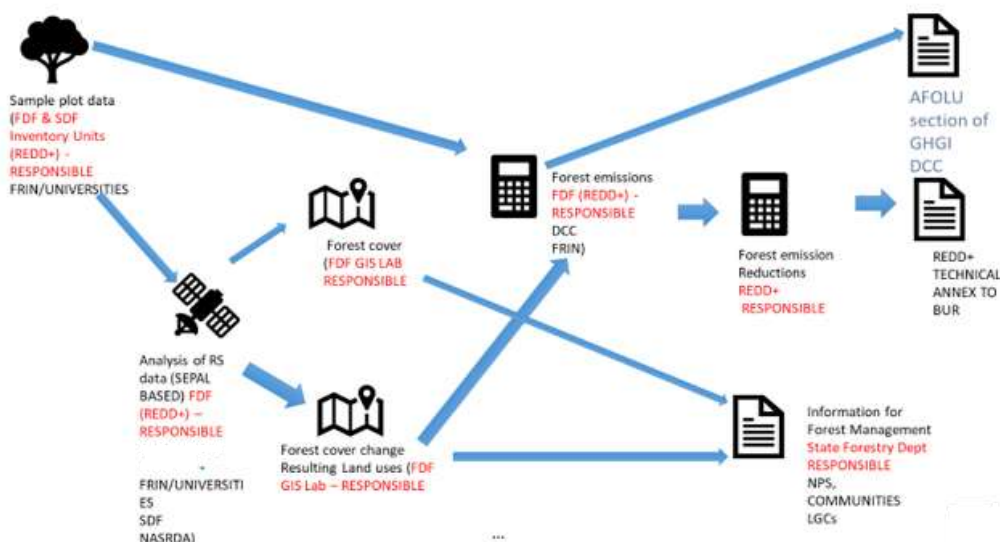 Sample plot data
(FDF & SDF
Inventory Units
(REDD+) -
RESPONSIBLE
FRIN/UNIVERSITIES
Forest cover
(FDF GIS LAB
RESPONSIBLE
Analysis of RS
data (SEPAL
BASED) FDF
(REDD+) –
RESPONSIBLE
FRIN/UNIVERSITI
ES
SDF
NASRDA)
Forest cover change
Resulting Land uses (FDF
GIS Lab – RESPONSIBLE
Forest emissions
FDF (REDD+) -
RESPONSIBLE
DCC
FRIN)
Forest emission
Reductions
REDD+
RESPONSIBLE
AFOLU
section of
GHGI
DCC
REDD+
TECHNICAL
ANNEX TO
BUR
Information for
Forest Management
State Forestry Dept
RESPONSIBLE
NPS,
COMMUNITIES
LGCs
...